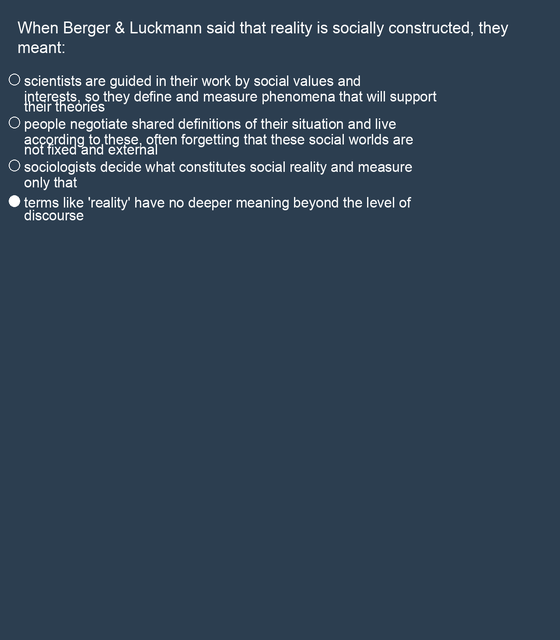 When Berger & Luckmann said that reality is socially constructed, they
meant:
scientists are guided in their work by social values and
interests, so they define and measure phenomena that will support
their theories
people negotiate shared definitions of their situation and live
according to these, often forgetting that these social worlds are
not fixed and external
sociologists decide what constitutes social reality and measure
only that
terms like 'reality' have no deeper meaning beyond the level of
discourse